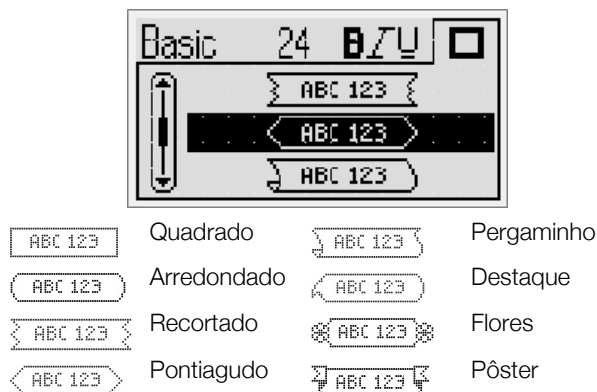 Basic 24 B I U
ABC 123
ABC 123
ABC 123
ABC 123 Quadrado ABC 123 Pergaminho
ABC 123 Arredondado ABC 123 Destaque
ABC 123 Recortado ABC 123 Flores
ABC 123 Pontiagudo ABC 123 Pôster